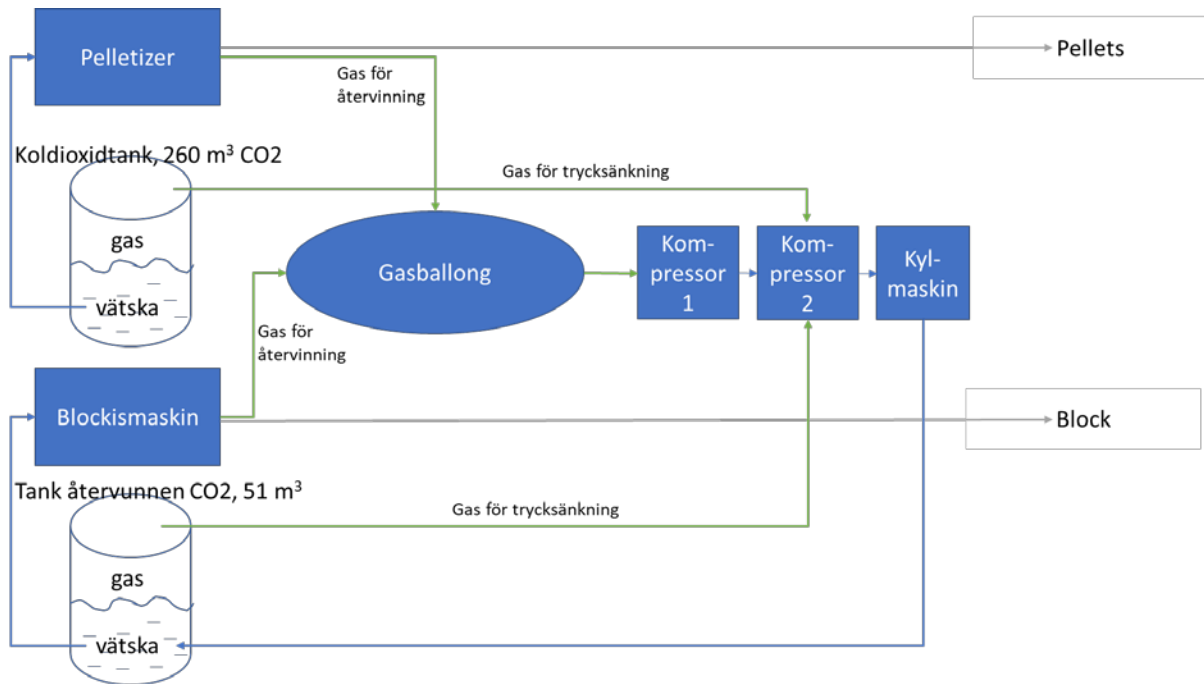 Pelletizer
Pellets
Gas för
återvinning
Koldioxidtank, 260 m³ CO2
Gas för trycksänkning
gas
vätska
Gasballong
Kom-
pressor
1
Kom-
pressor
2
Kyl-
maskin
Gas för
återvinning
Blockismaskin
Block
Tank återvunnen CO2, 51 m³
Gas för trycksänkning
gas
vätska